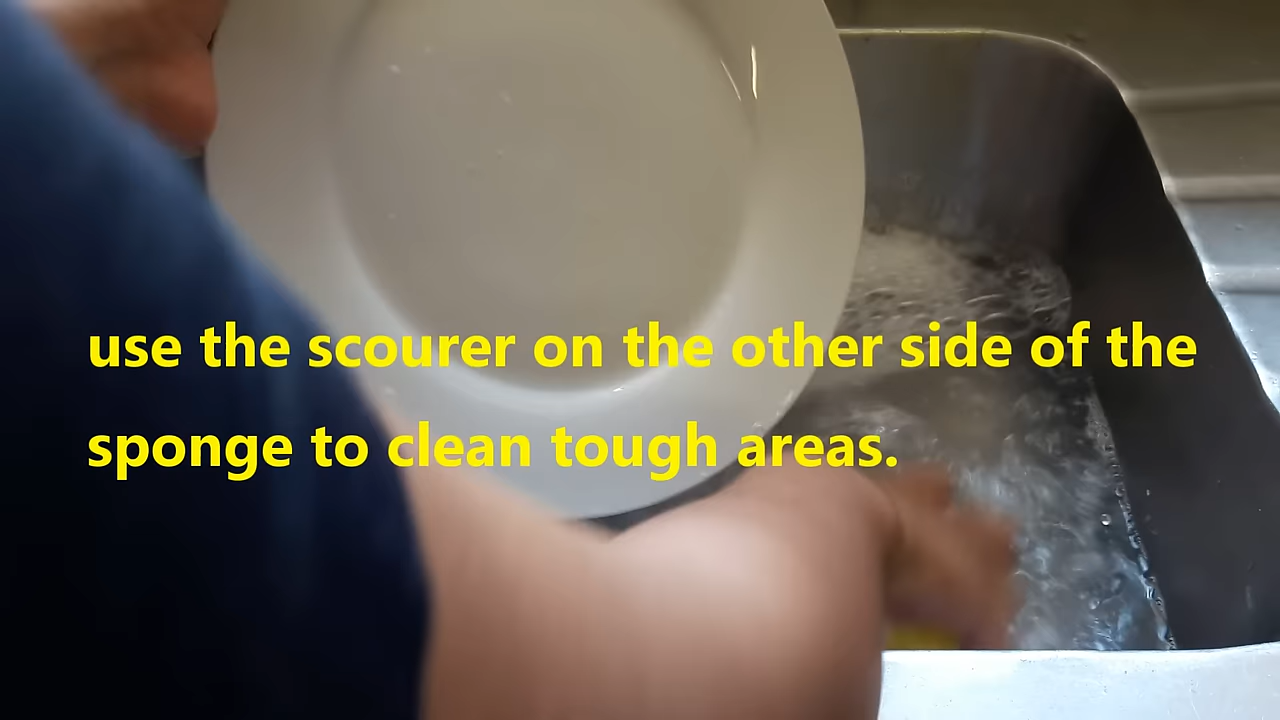 use the scourer on the other side of the
sponge to clean tough areas.